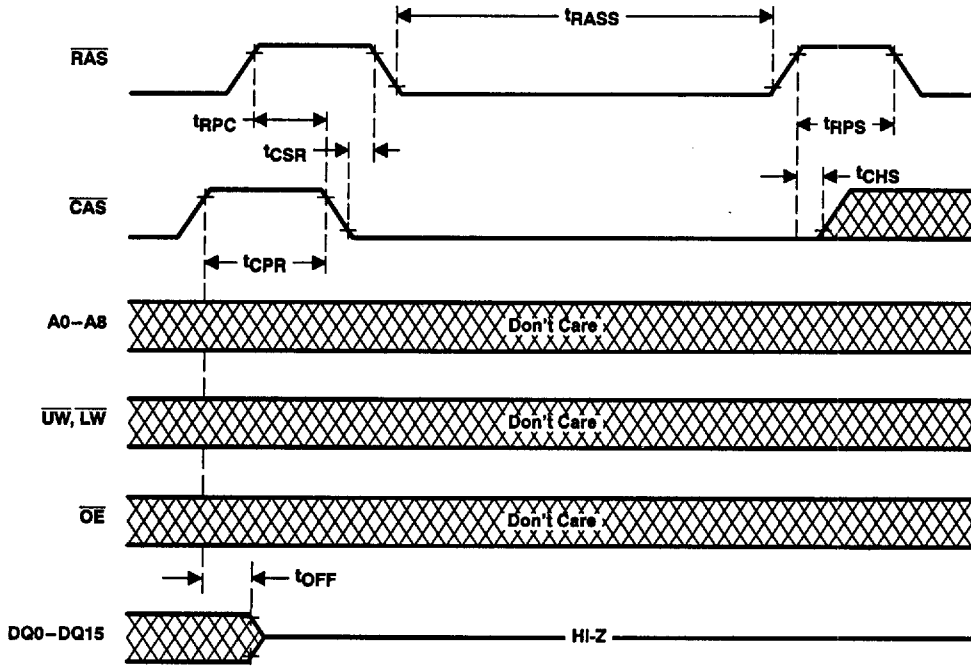 tRASS
RAS
tRPC
tRPS
tCSR
tCHS
CAS
tCPR
A0–A8 Don't Care
UW, LW Don't Care
OE Don't Care
tOFF
DQ0–DQ15 HI-Z